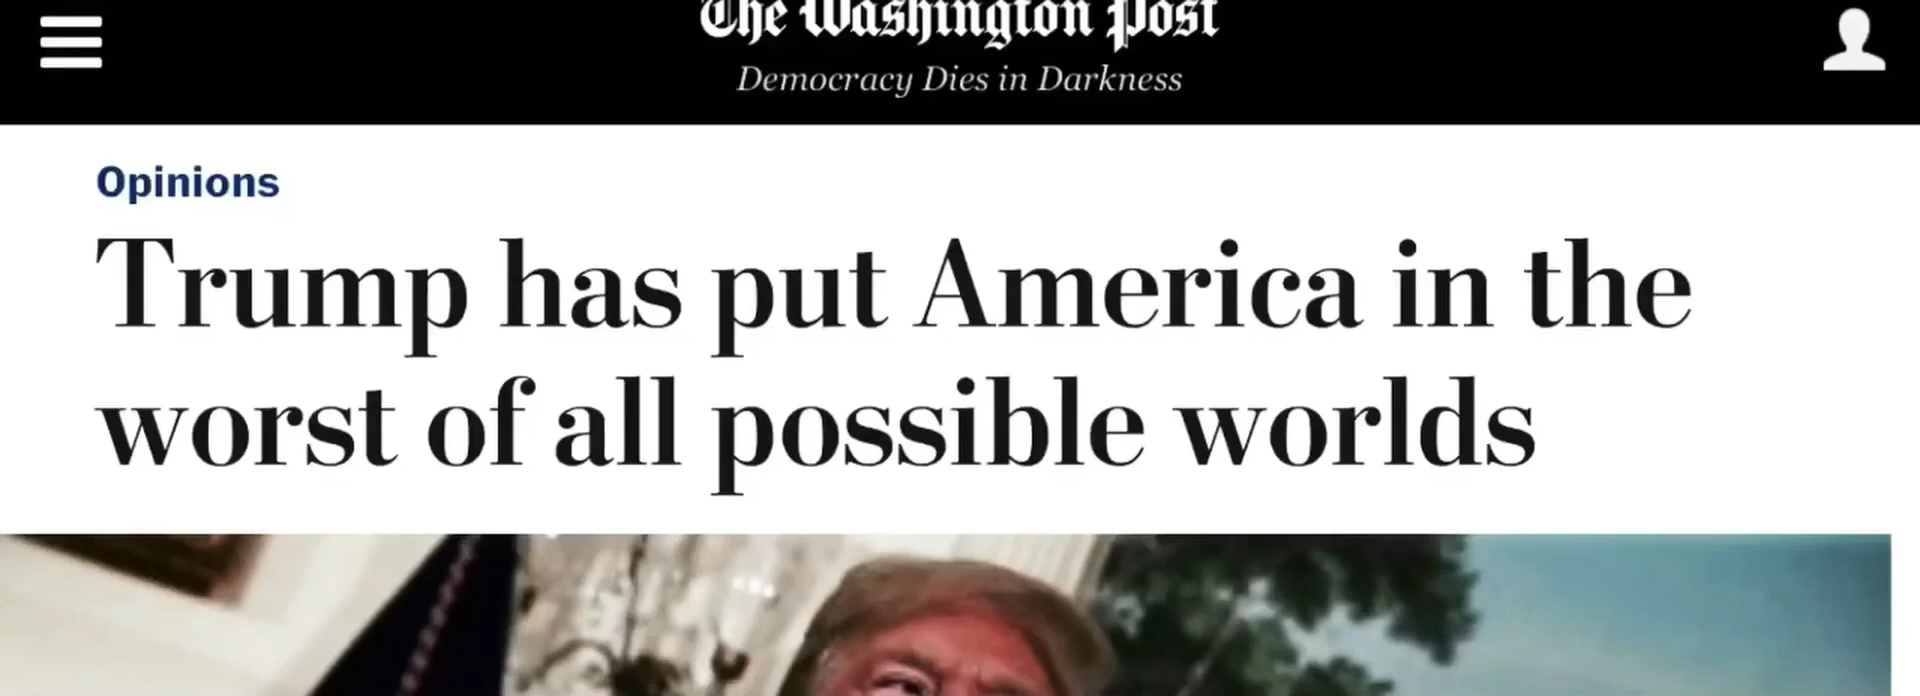 The Washington Post
Democracy Dies in Darkness
Opinions
Trump has put America in the
worst of all possible worlds